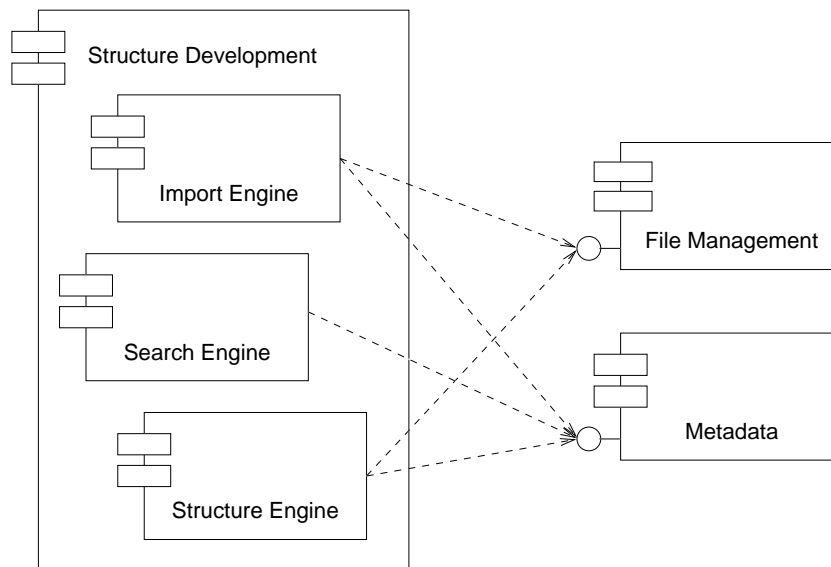 Structure Development
Import Engine
File Management
Search Engine
Metadata
Structure Engine